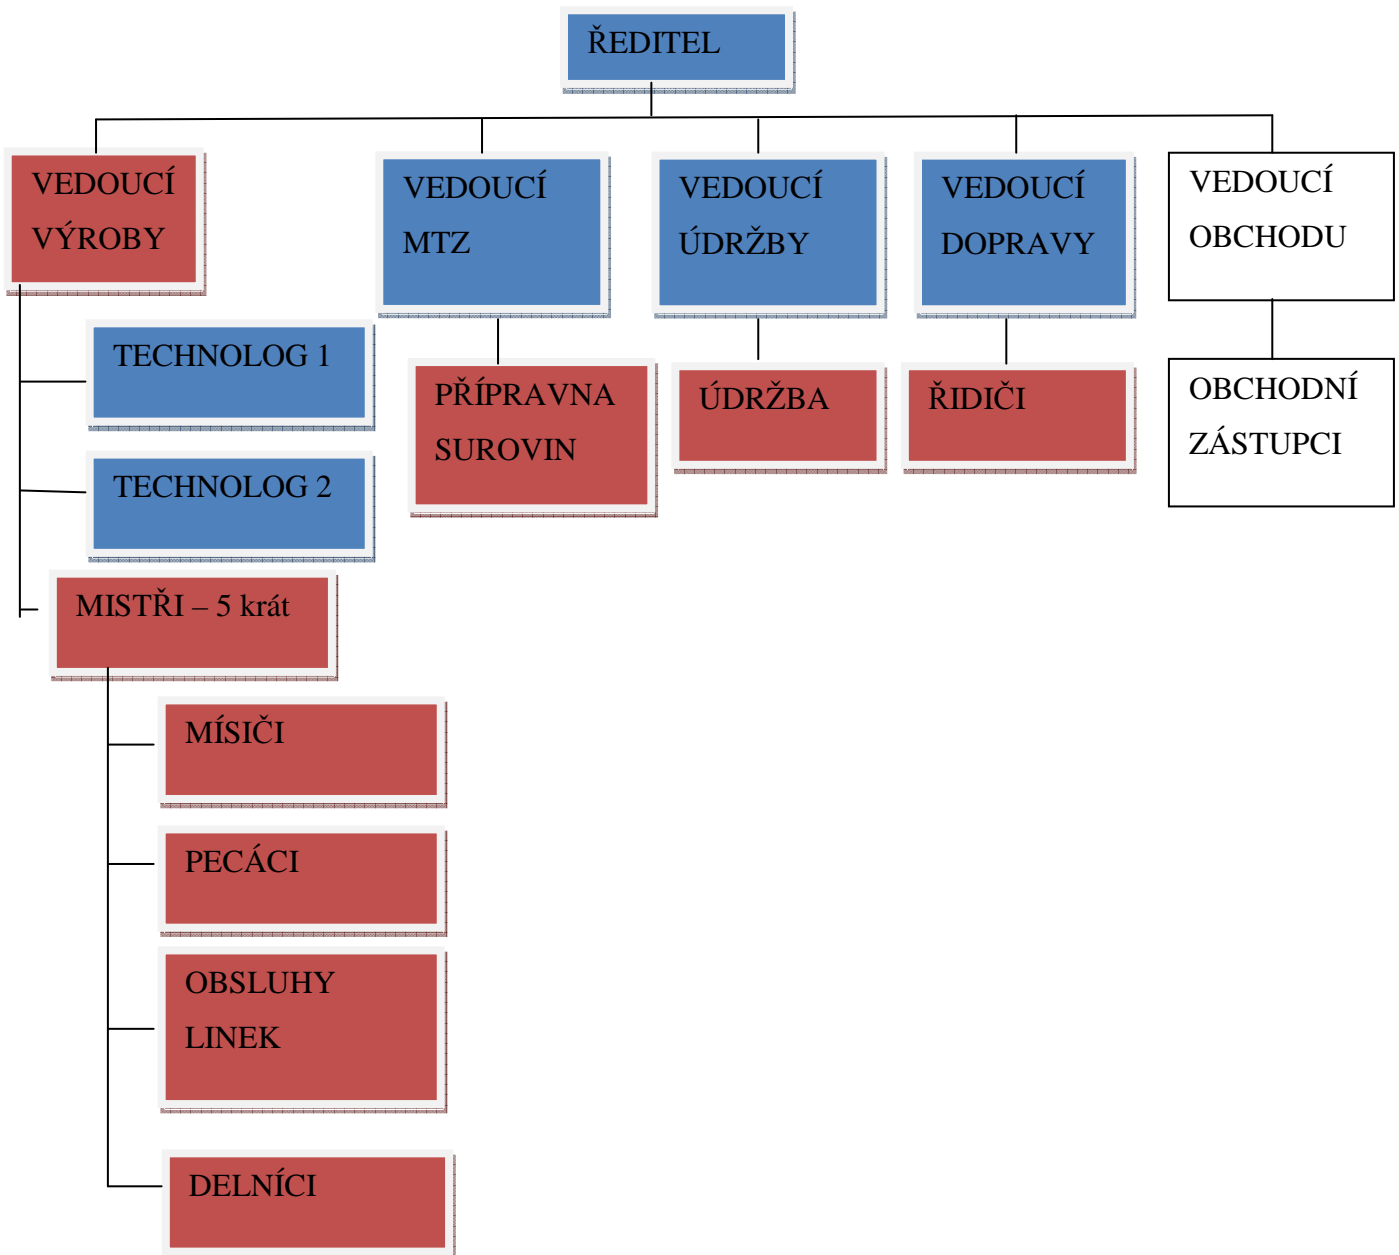 ŘEDITEL
VEDOUCÍ
VÝROBY
VEDOUCÍ
MTZ
VEDOUCÍ
ÚDRŽBY
VEDOUCÍ
DOPRAVY
VEDOUCÍ
OBCHODU
TECHNOLOG 1
PŘÍPRAVNA
SUROVIN
ÚDRŽBA
ŘIDIČI
OBCHODNÍ
ZÁSTUPCI
TECHNOLOG 2
MISTŘI – 5 krát
MÍSIČI
PECÁCI
OBSLUHY
LINEK
DELNÍCI